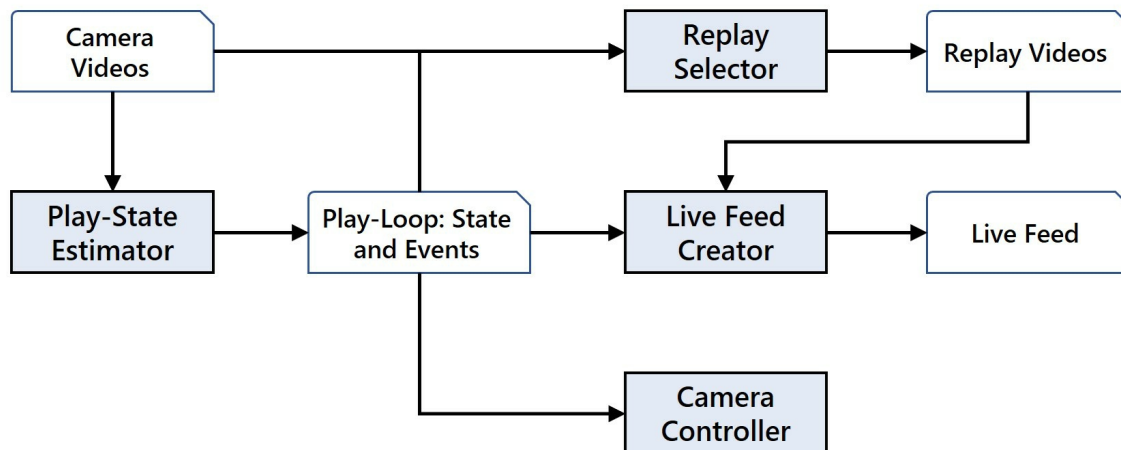 Camera
Videos
Replay
Selector
Replay Videos
Play-State
Estimator
Play-Loop: State
and Events
Live Feed
Creator
Live Feed
Camera
Controller